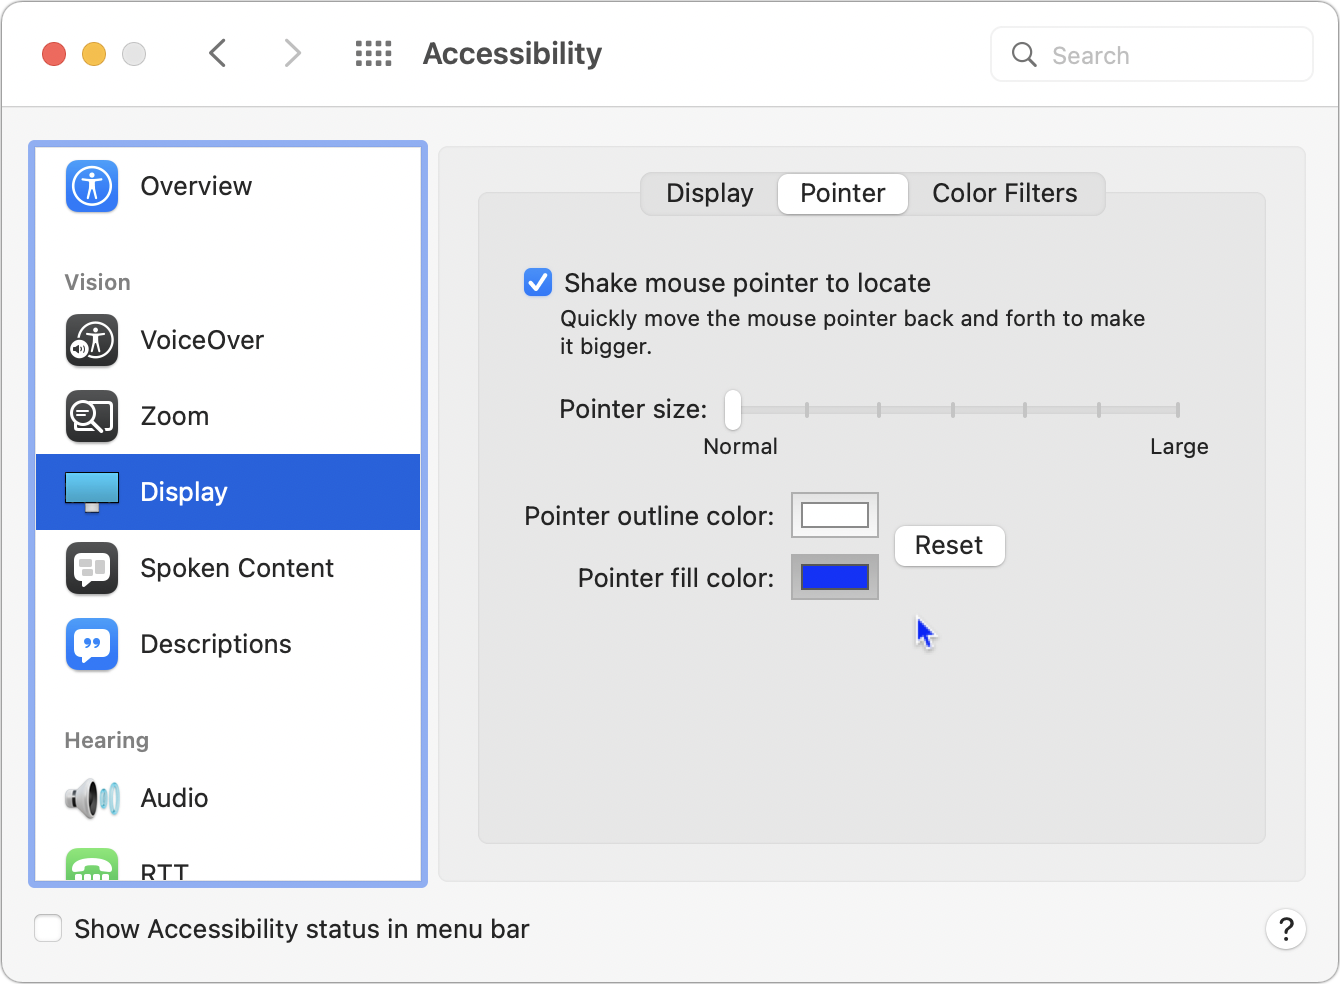 Accessibility
Search
Overview
Vision
VoiceOver
Zoom
Display
Spoken Content
Descriptions
Hearing
Audio
RTT
Display Pointer Color Filters
Shake mouse pointer to locate
Quickly move the mouse pointer back and forth to make
it bigger.
Pointer size:
Normal Large
Pointer outline color:
Reset
Pointer fill color:
Show Accessibility status in menu bar
?